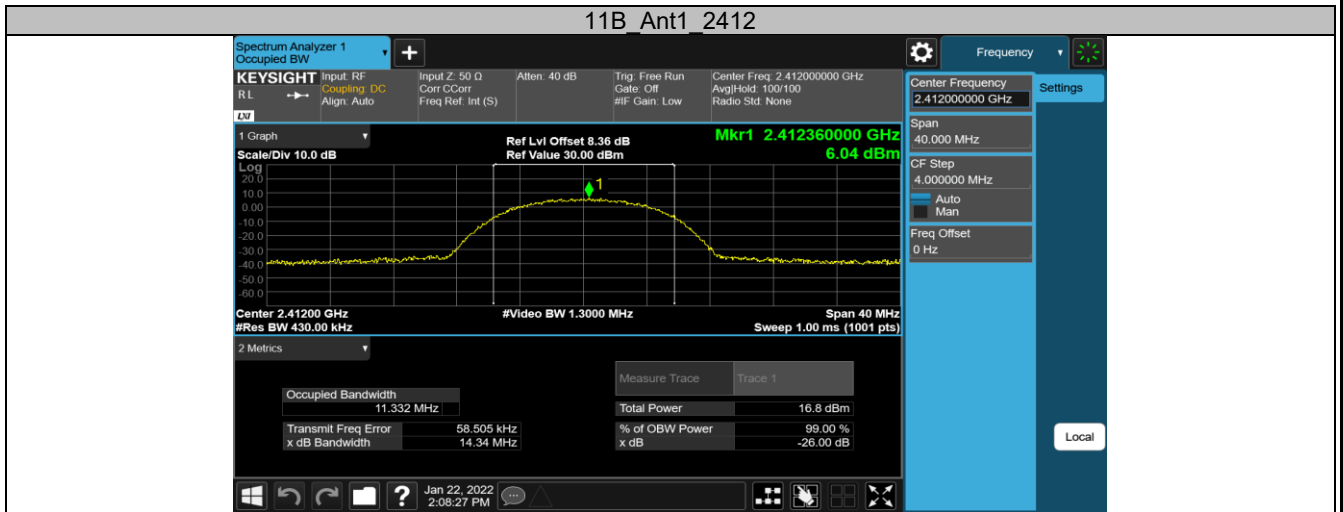 11B_Ant1_2412
Spectrum Analyzer 1
Occupied BW
Frequency
KEYSIGHT
R L
LXI
Input: RF
Coupling: DC
Align: Auto
Input Z: 50 Ω
Corr CCorr
Freq Ref: Int (S)
Atten: 40 dB
Trig: Free Run
Gate: Off
#IF Gain: Low
Center Freq: 2.412000000 GHz
Avg|Hold: 100/100
Radio Std: None
Center Frequency
2.412000000 GHz
Settings
Span
40.000 MHz
CF Step
4.000000 MHz
Auto
Man
Freq Offset
0 Hz
1 Graph
Scale/Div 10.0 dB
Ref Lvl Offset 8.36 dB
Ref Value 30.00 dBm
Mkr1 2.412360000 GHz
6.04 dBm
Log
20.0
10.0
0.00
-10.0
-20.0
-30.0
-40.0
-50.0
-60.0
1
Center 2.41200 GHz
#Res BW 430.00 kHz
#Video BW 1.3000 MHz
Span 40 MHz
Sweep 1.00 ms (1001 pts)
2 Metrics
Measure Trace Trace 1
Occupied Bandwidth
11.332 MHz
Total Power 16.8 dBm
Transmit Freq Error 58.505 kHz
% of OBW Power 99.00 %
x dB Bandwidth 14.34 MHz
x dB -26.00 dB
Local
?
Jan 22, 2022
2:08:27 PM